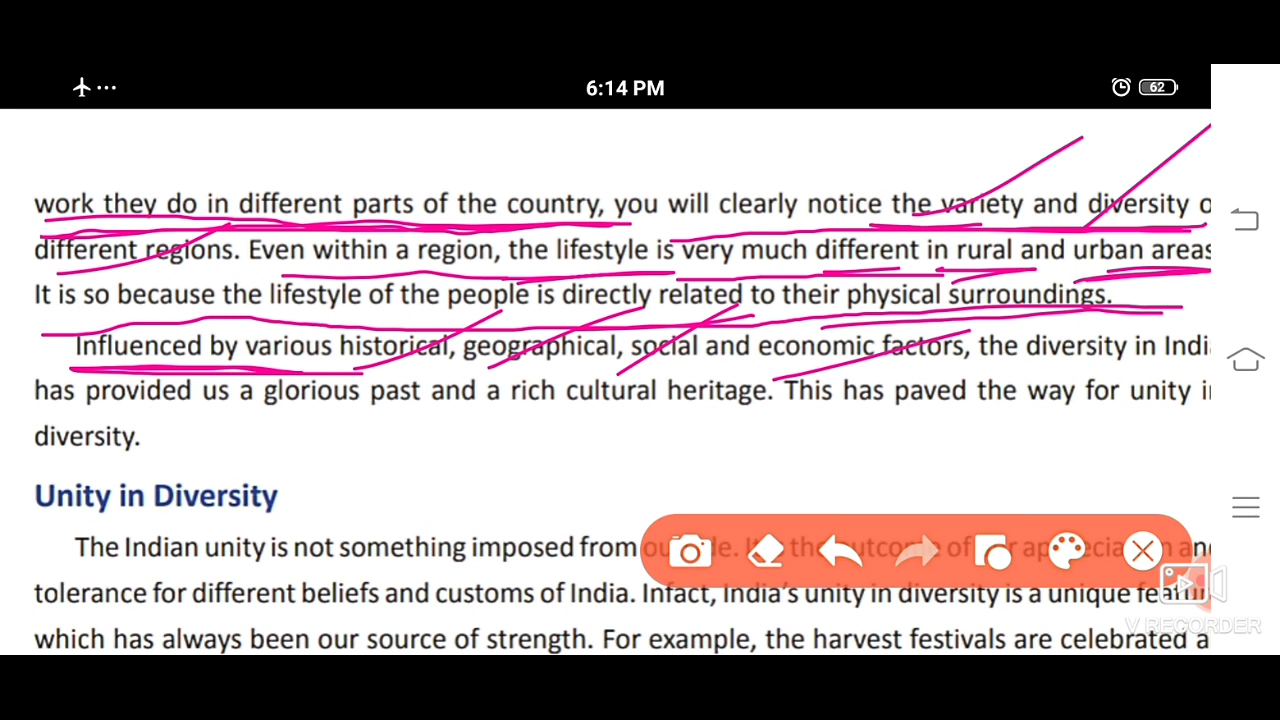 6:14 PM
62
work they do in different parts of the country, you will clearly notice the variety and diversity
different regions. Even within a region, the lifestyle is very much different in rural and urban areas
It is so because the lifestyle of the people is directly related to their physical surroundings.
Influenced by various historical, geographical, social and economic factors, the diversity in
has provided us a glorious past and a rich cultural heritage. This has paved the way for unity
diversity.
Unity in Diversity
The Indian unity is not something imposed from
tolerance for different beliefs and customs of India. Infact, India's unity in diversity is a unique
which has always been our source of strength. For example, the harvest festivals are celebrated
V RECORDER